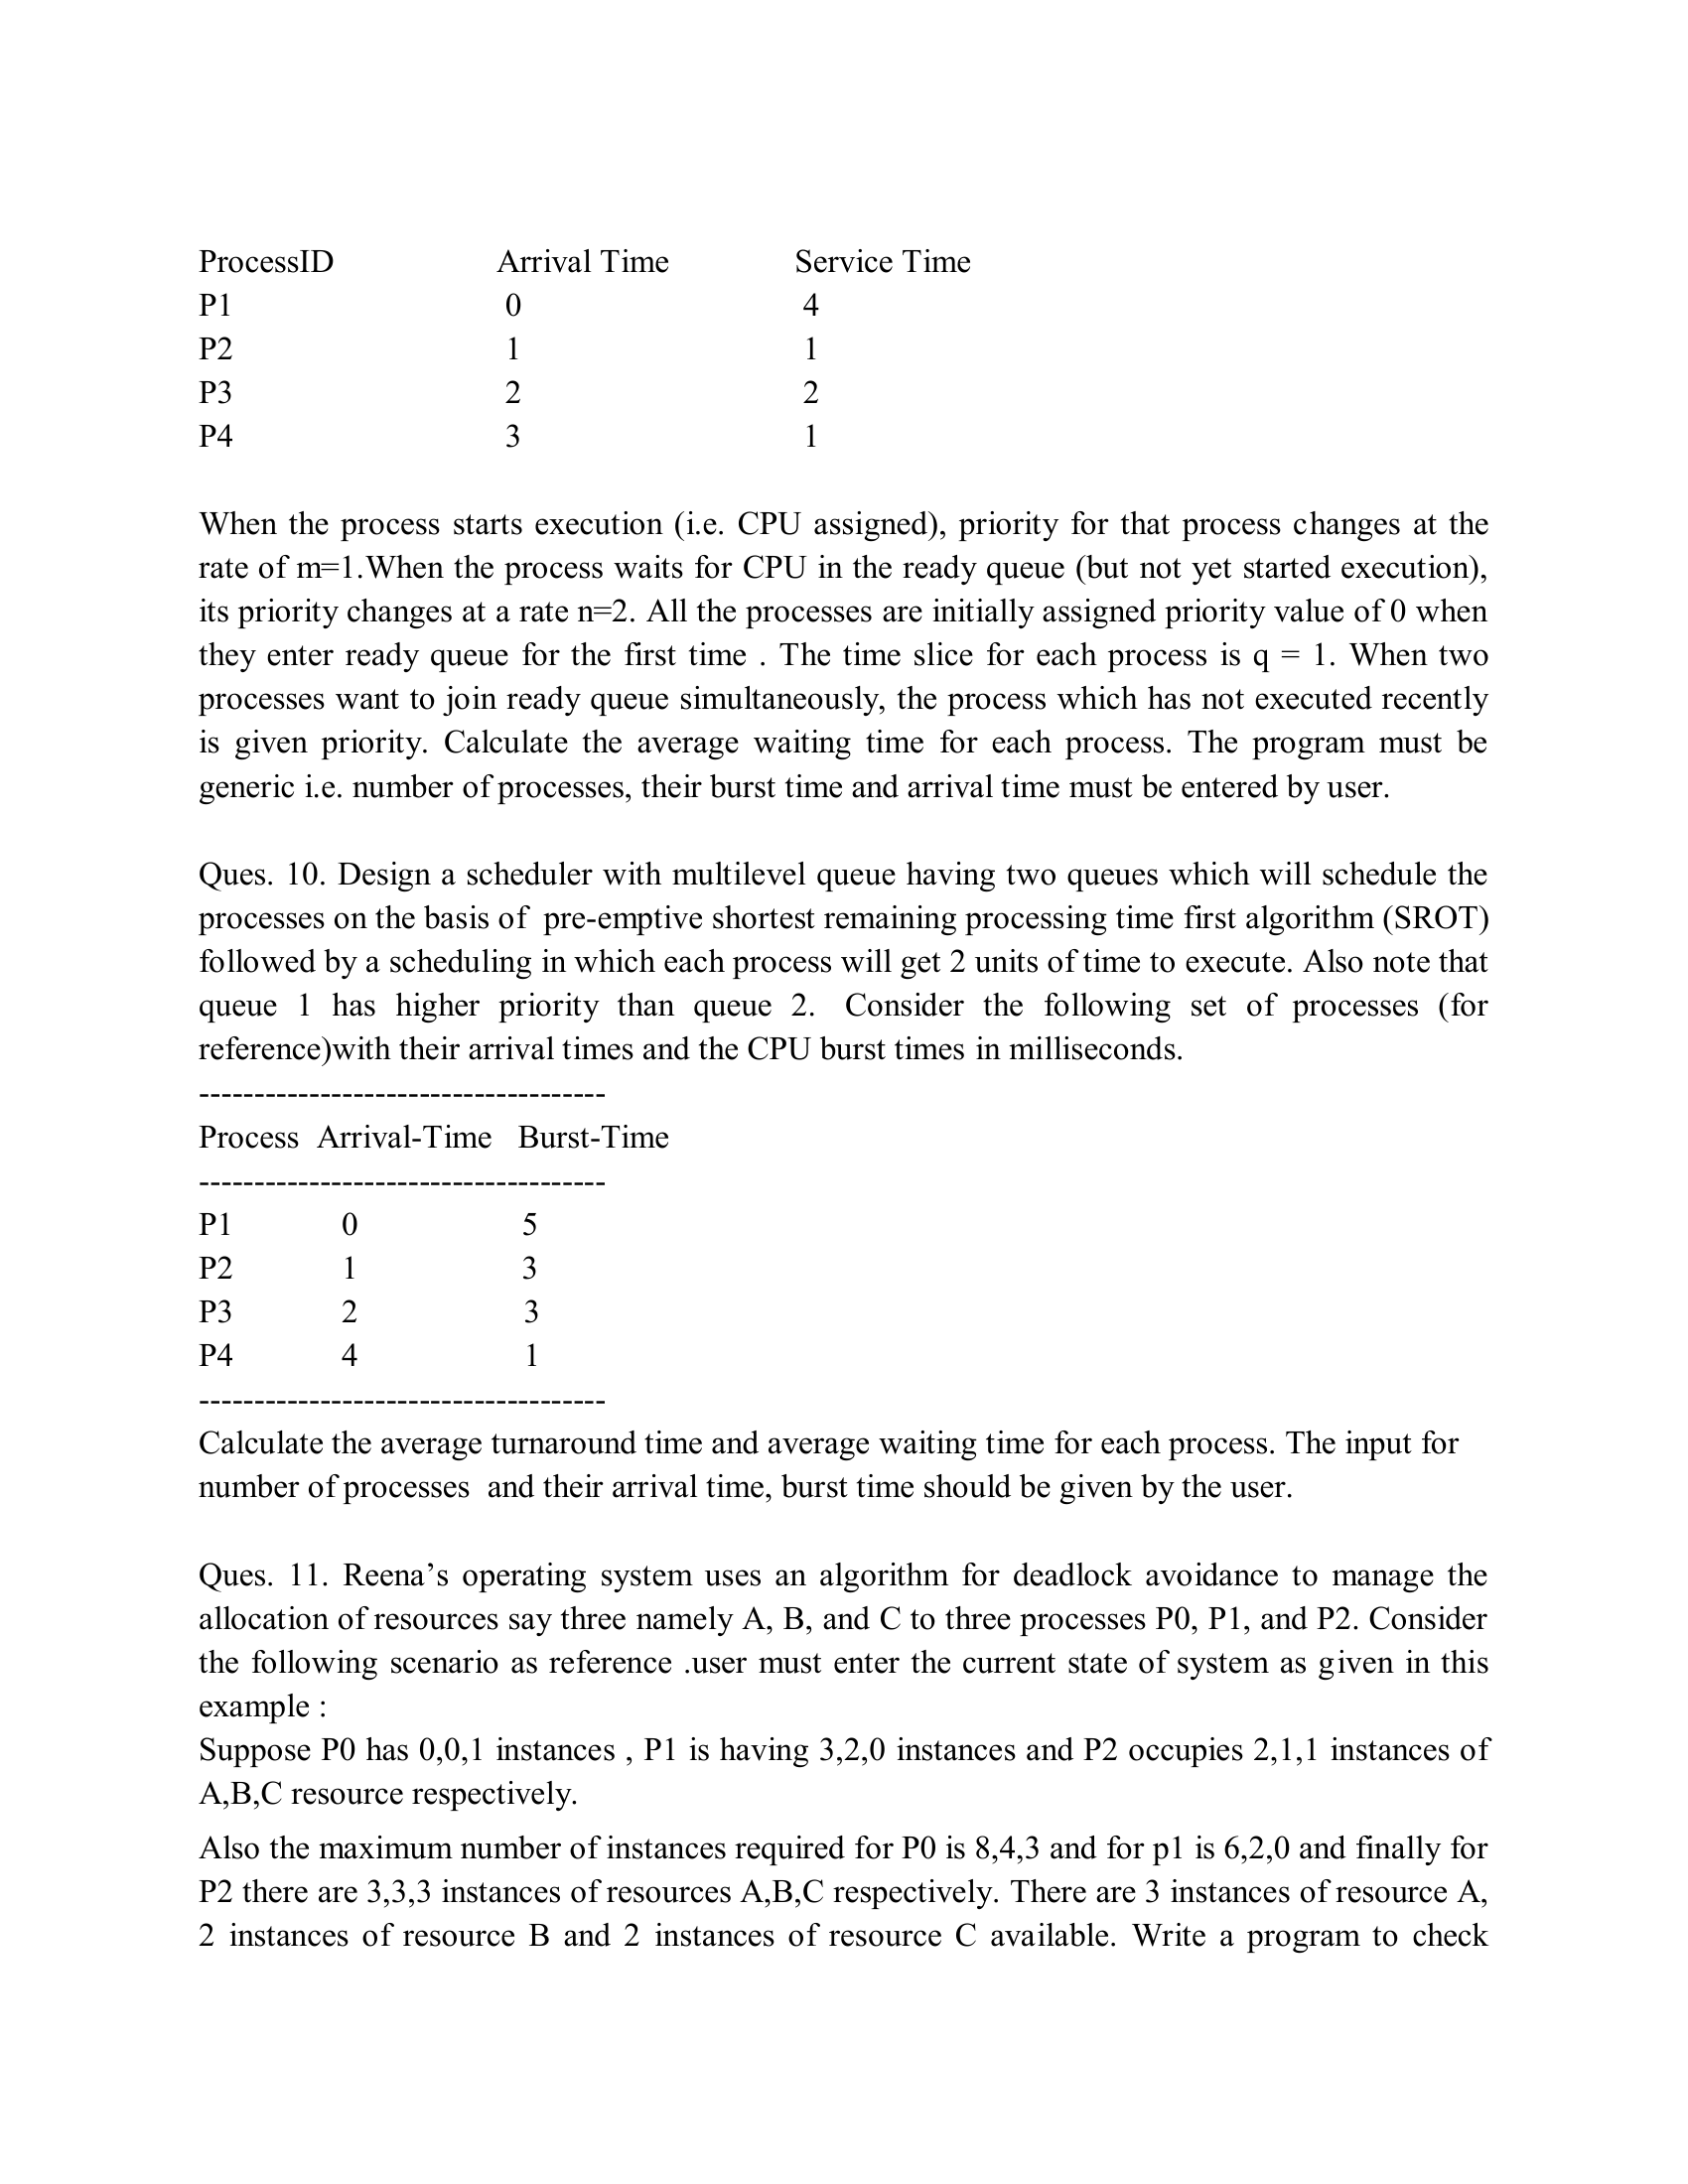 ProcessID Arrival Time Service Time
P1 0 4
P2 1 1
P3 2 2
P4 3 1
When the process starts execution (i.e. CPU assigned), priority for that process changes at the
rate of m=1.When the process waits for CPU in the ready queue (but not yet started execution),
its priority changes at a rate n=2. All the processes are initially assigned priority value of 0 when
they enter ready queue for the first time . The time slice for each process is q = 1. When two
processes want to join ready queue simultaneously, the process which has not executed recently
is given priority. Calculate the average waiting time for each process. The program must be
generic i.e. number of processes, their burst time and arrival time must be entered by user.
Ques. 10. Design a scheduler with multilevel queue having two queues which will schedule the
processes on the basis of pre-emptive shortest remaining processing time first algorithm (SROT)
followed by a scheduling in which each process will get 2 units of time to execute. Also note that
queue 1 has higher priority than queue 2. Consider the following set of processes (for
reference)with their arrival times and the CPU burst times in milliseconds.
-------------------------------------
Process Arrival-Time Burst-Time
-------------------------------------
P1 0 5
P2 1 3
P3 2 3
P4 4 1
-------------------------------------
Calculate the average turnaround time and average waiting time for each process. The input for
number of processes and their arrival time, burst time should be given by the user.
Ques. 11. Reena’s operating system uses an algorithm for deadlock avoidance to manage the
allocation of resources say three namely A, B, and C to three processes P0, P1, and P2. Consider
the following scenario as reference .user must enter the current state of system as given in this
example :
Suppose P0 has 0,0,1 instances , P1 is having 3,2,0 instances and P2 occupies 2,1,1 instances of
A,B,C resource respectively.
Also the maximum number of instances required for P0 is 8,4,3 and for p1 is 6,2,0 and finally for
P2 there are 3,3,3 instances of resources A,B,C respectively. There are 3 instances of resource A,
2 instances of resource B and 2 instances of resource C available. Write a program to check